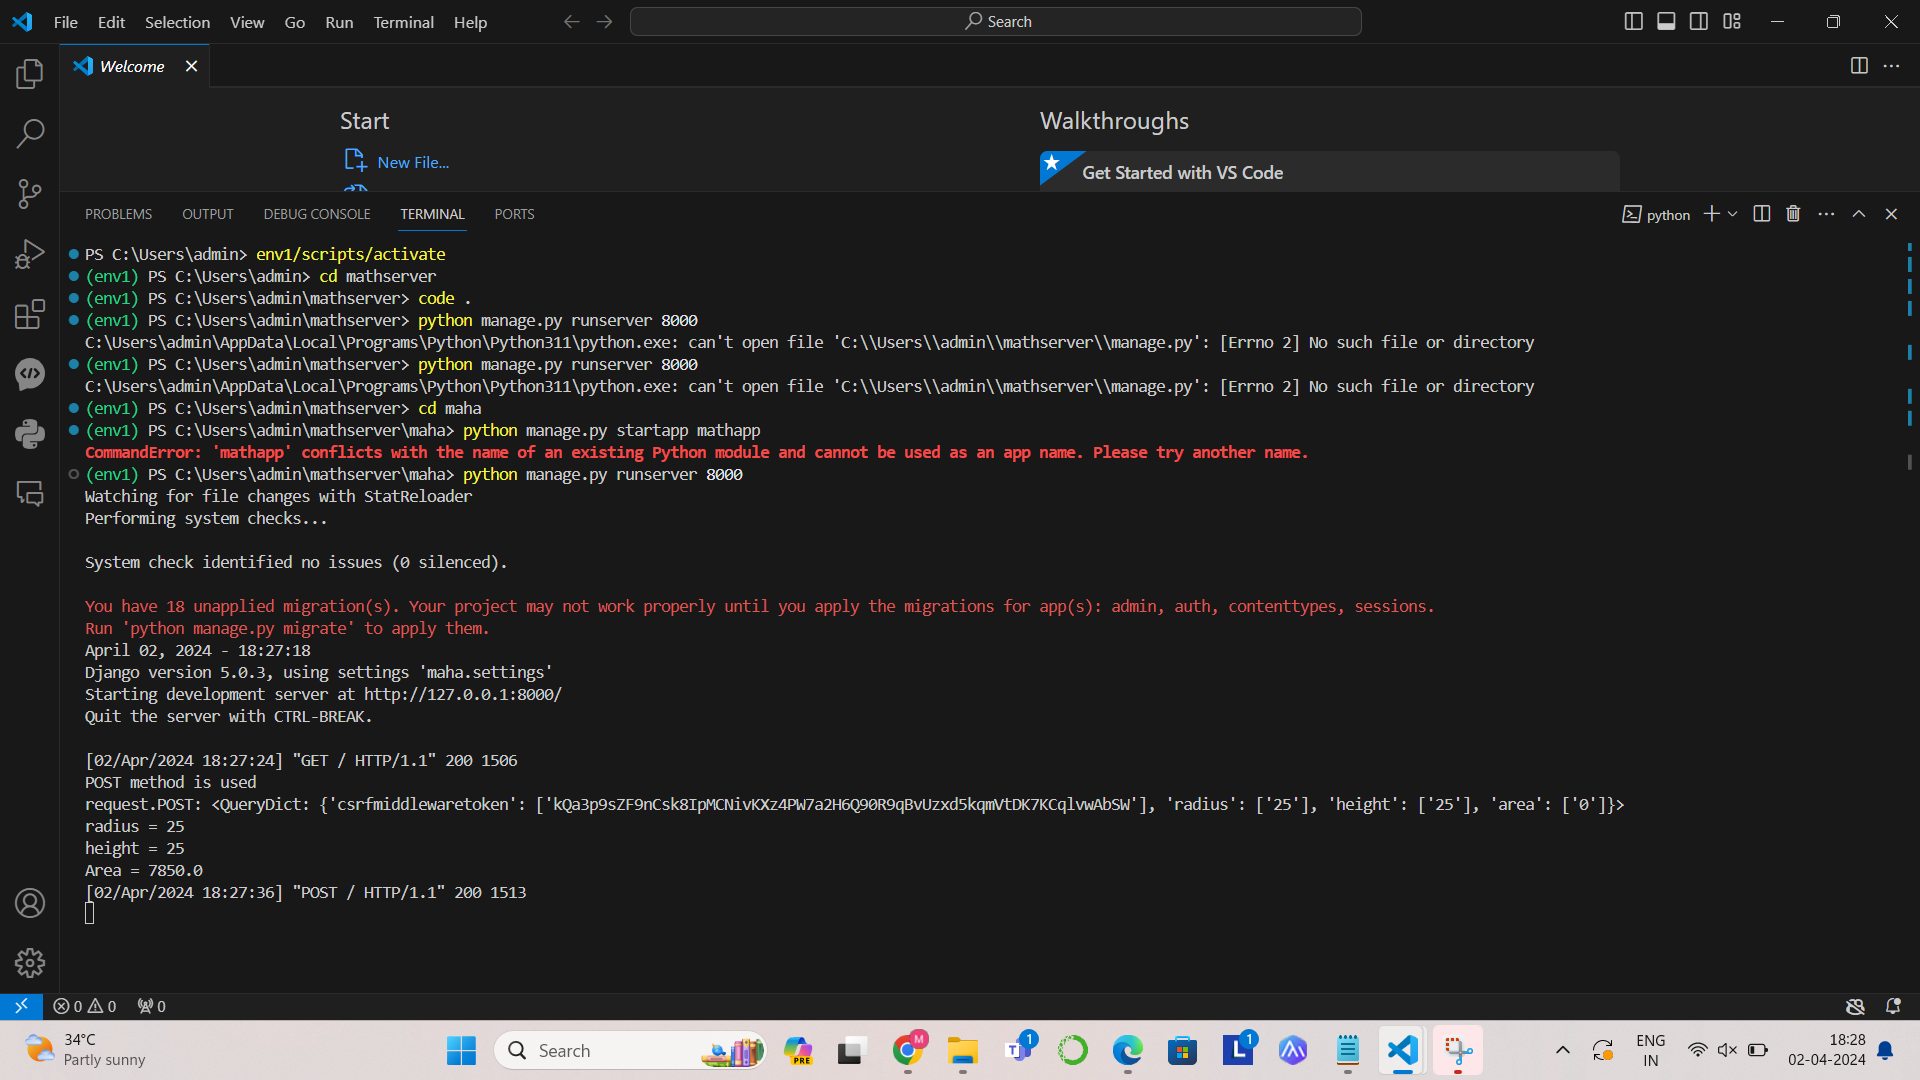 File Edit Selection View Go Run Terminal Help
Search
Welcome
Start
Walkthroughs
New File...
Get Started with VS Code
PROBLEMS OUTPUT DEBUG CONSOLE TERMINAL PORTS
python
PS C:\Users\admin> env1/scripts/activate
(env1) PS C:\Users\admin> cd mathserver
(env1) PS C:\Users\admin\mathserver> code .
(env1) PS C:\Users\admin\mathserver> python manage.py runserver 8000
C:\Users\admin\AppData\Local\Programs\Python\Python311\python.exe: can't open file 'C:\\Users\\admin\\mathserver\\manage.py': [Errno 2] No such file or directory
(env1) PS C:\Users\admin\mathserver> python manage.py runserver 8000
C:\Users\admin\AppData\Local\Programs\Python\Python311\python.exe: can't open file 'C:\\Users\\admin\\mathserver\\manage.py': [Errno 2] No such file or directory
(env1) PS C:\Users\admin\mathserver> cd maha
(env1) PS C:\Users\admin\mathserver\maha> python manage.py startapp mathapp
CommandError: 'mathapp' conflicts with the name of an existing Python module and cannot be used as an app name. Please try another name.
(env1) PS C:\Users\admin\mathserver\maha> python manage.py runserver 8000
Watching for file changes with StatReloader
Performing system checks...
System check identified no issues (0 silenced).
You have 18 unapplied migration(s). Your project may not work properly until you apply the migrations for app(s): admin, auth, contenttypes, sessions.
Run 'python manage.py migrate' to apply them.
April 02, 2024 - 18:27:18
Django version 5.0.3, using settings 'maha.settings'
Starting development server at http://127.0.0.1:8000/
Quit the server with CTRL-BREAK.
[02/Apr/2024 18:27:24] "GET / HTTP/1.1" 200 1506
POST method is used
request.POST: <QueryDict: {'csrfmiddlewaretoken': ['kQa3p9sZF9nCsk8IpMCNivKXz4PW7a2H6Q90R9qBvUzxd5kqmVtDK7KCqlvwAbSW'], 'radius': ['25'], 'height': ['25'], 'area': ['0']}>
radius = 25
height = 25
Area = 7850.0
[02/Apr/2024 18:27:36] "POST / HTTP/1.1" 200 1513
0 0 0
34°C
Partly sunny
Search
PRE
M
1
L
1
ENG
IN
18:28
02-04-2024